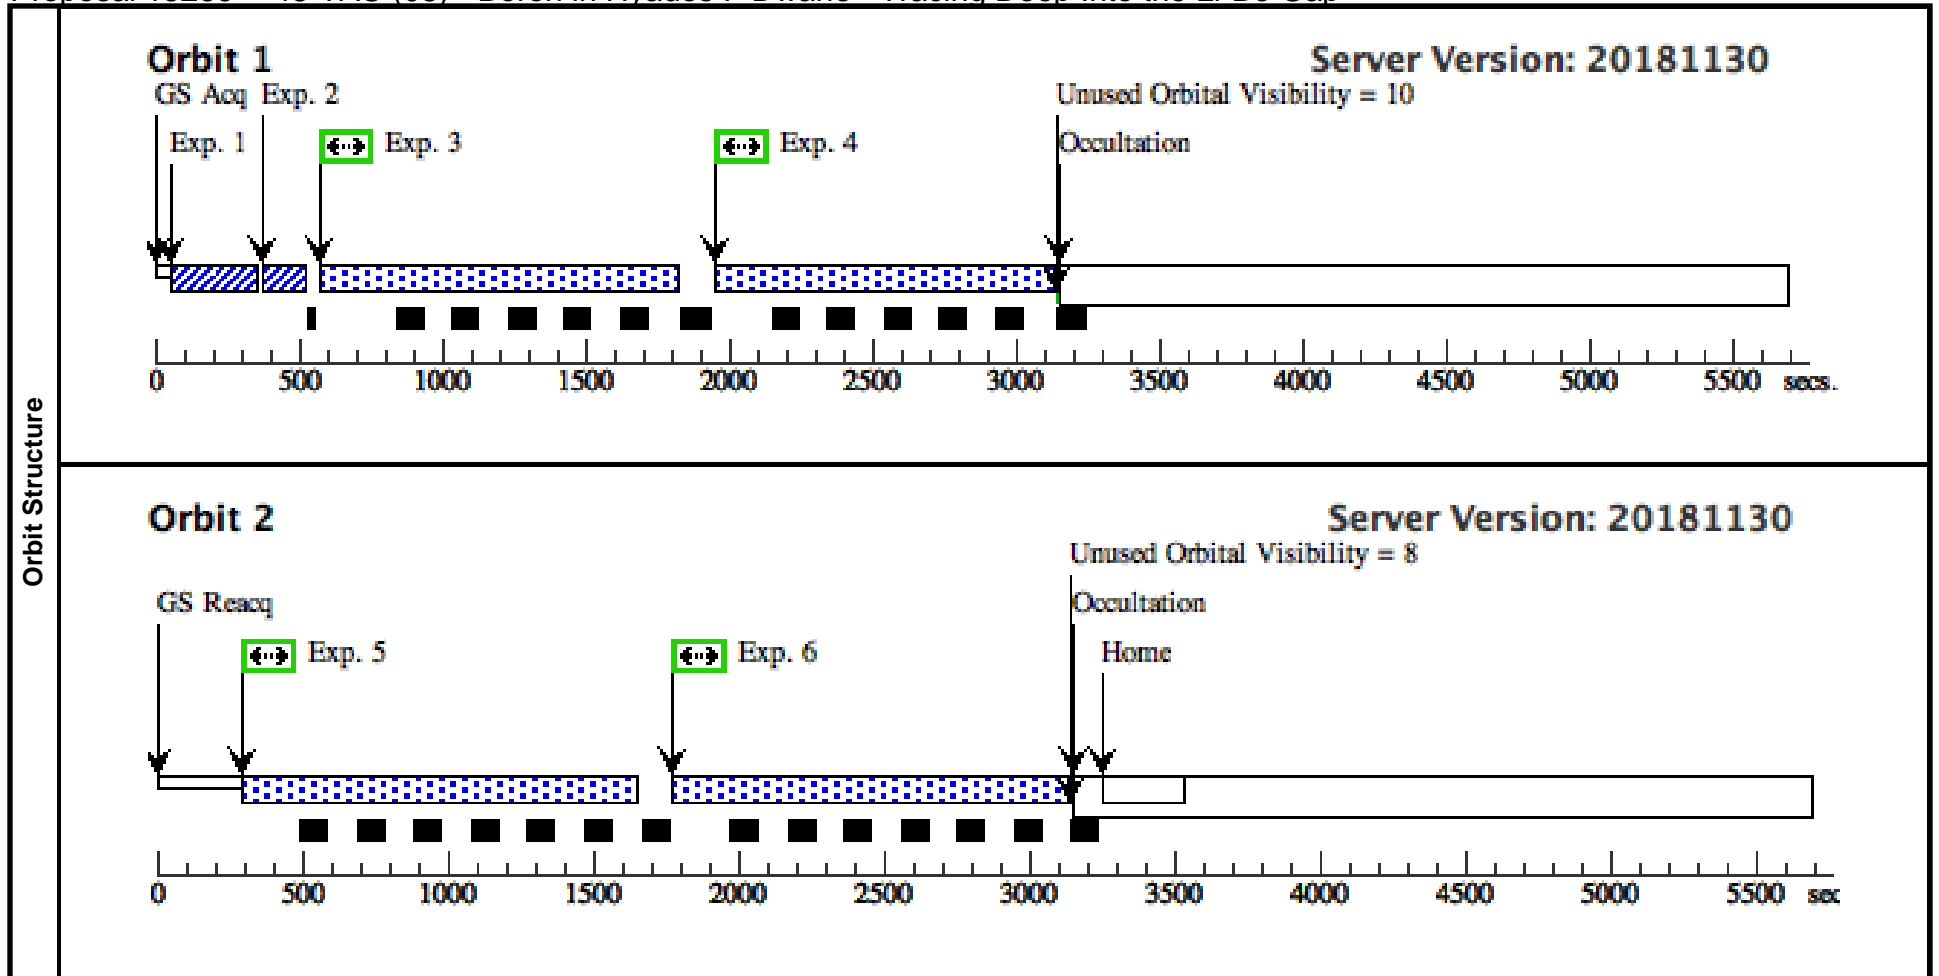 Orbit Structure
Orbit 1
Server Version: 20181130
GS Acq Exp. 2
Unused Orbital Visibility = 10
Exp. 1
Exp. 3
Exp. 4
Occultation
0 500 1000 1500 2000 2500 3000 3500 4000 4500 5000 5500 secs.
Orbit 2
Server Version: 20181130
Unused Orbital Visibility = 8
GS Reacq
Occultation
Exp. 5
Exp. 6
Home
0 500 1000 1500 2000 2500 3000 3500 4000 4500 5000 5500 sec